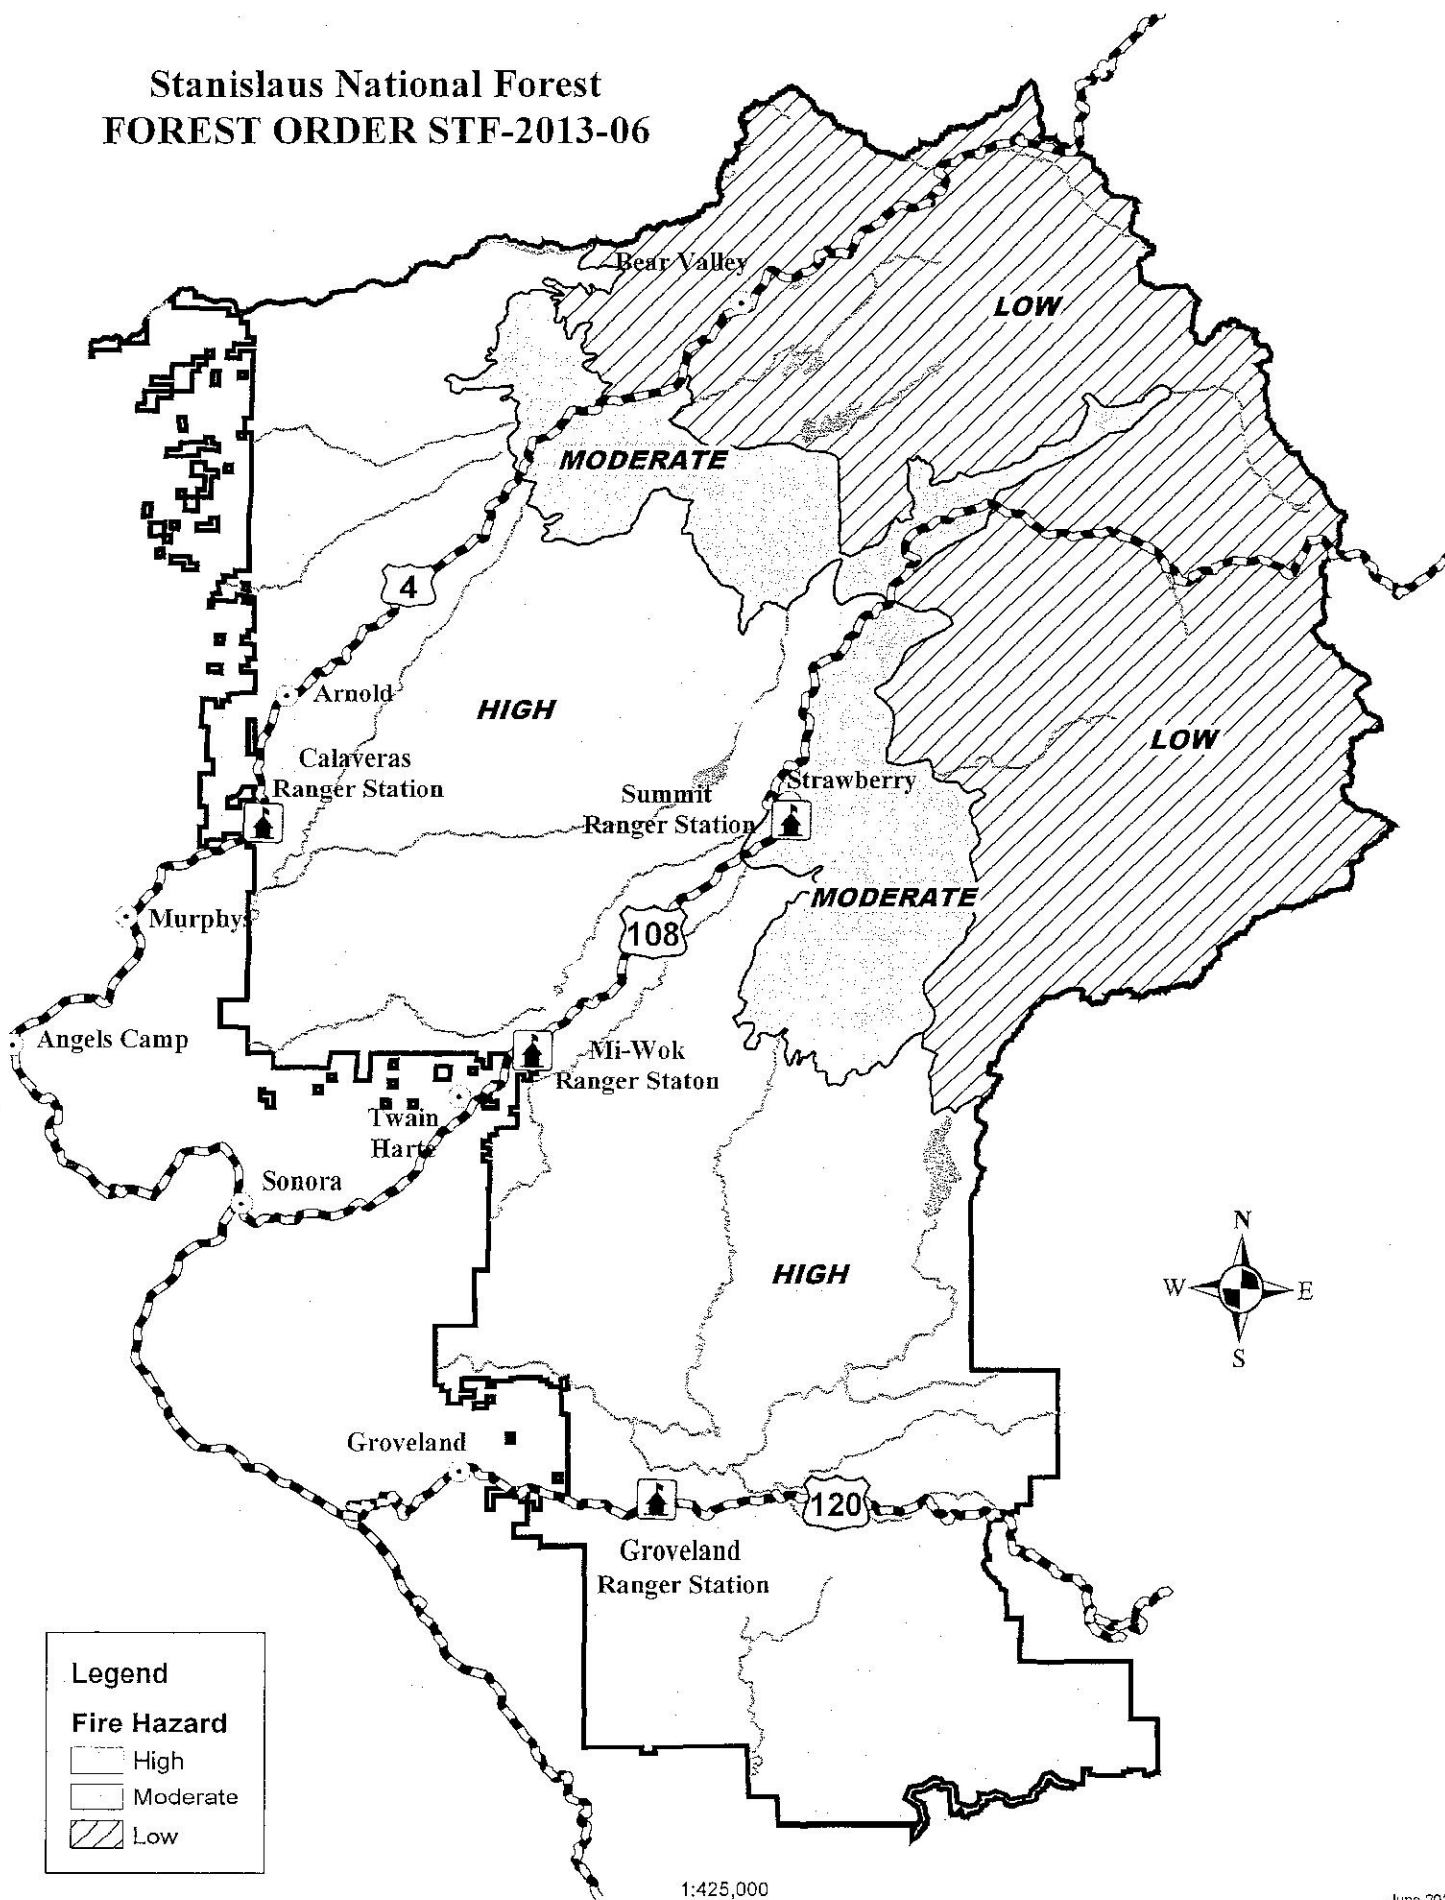 Stanislaus National Forest
FOREST ORDER STF-2013-06
Bear Valley
LOW
MODERATE
4
Arnold
HIGH
LOW
Calaveras
Ranger Station
Strawberry
Summit
Ranger Station
MODERATE
Murphys
108
Angels Camp
Mi-Wok
Ranger Staton
Twain
Harte
Sonora
N
HIGH
W
E
S
Groveland
120
Groveland
Ranger Station
Legend
Fire Hazard
High
Moderate
Low
1:425,000